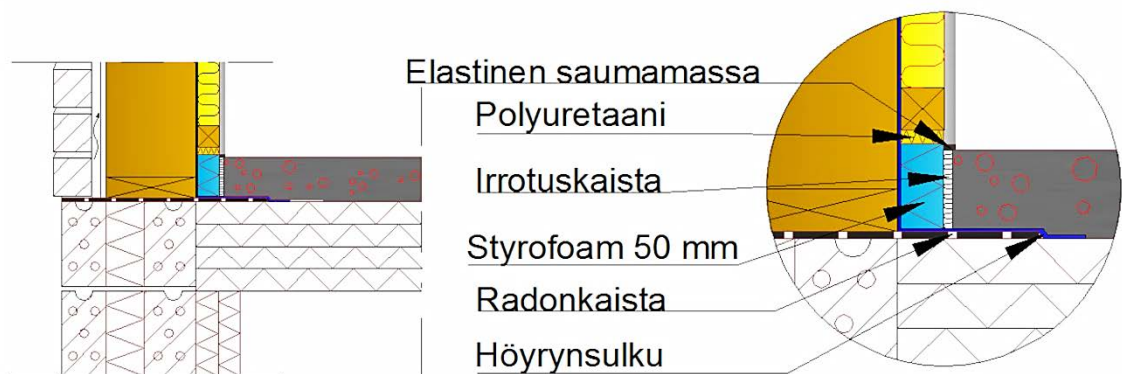 Elastinen saumamassa
Polyuretaani
Irrotuskaista
Styrofoam 50 mm
Radonkaista
Höyrynsulku